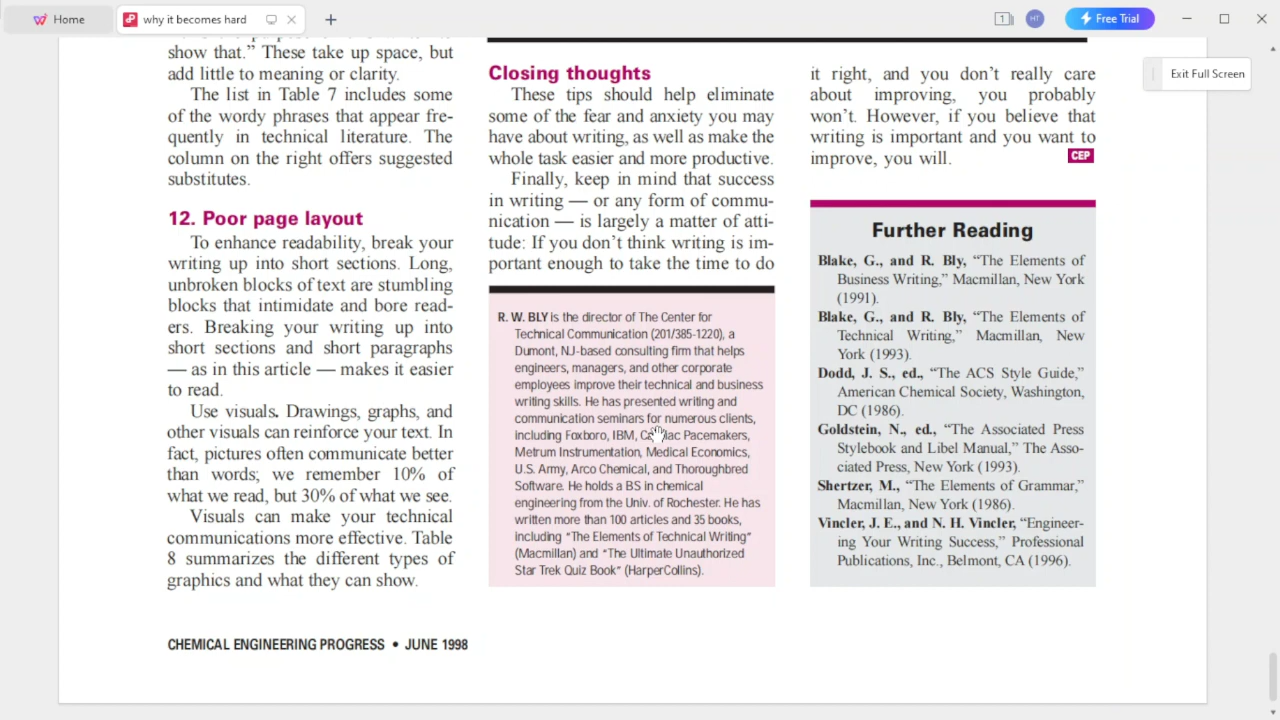 Home
why it becomes hard
1
HT
Free Trial
Exit Full Screen
show that.” These take up space, but
add little to meaning or clarity.
The list in Table 7 includes some
of the wordy phrases that appear fre-
quently in technical literature. The
column on the right offers suggested
substitutes.
12. Poor page layout
To enhance readability, break your
writing up into short sections. Long,
unbroken blocks of text are stumbling
blocks that intimidate and bore read-
ers. Breaking your writing up into
short sections and short paragraphs
— as in this article — makes it easier
to read.
Use visuals. Drawings, graphs, and
other visuals can reinforce your text. In
fact, pictures often communicate better
than words; we remember 10% of
what we read, but 30% of what we see.
Visuals can make your technical
communications more effective. Table
8 summarizes the different types of
graphics and what they can show.
Closing thoughts
These tips should help eliminate
some of the fear and anxiety you may
have about writing, as well as make the
whole task easier and more productive.
Finally, keep in mind that success
in writing — or any form of commu-
nication — is largely a matter of atti-
tude: If you don’t think writing is im-
portant enough to take the time to do
R. W. BLY is the director of The Center for
Technical Communication (201/385-1220), a
Dumont, NJ-based consulting firm that helps
engineers, managers, and other corporate
employees improve their technical and business
writing skills. He has presented writing and
communication seminars for numerous clients,
including Foxboro, IBM, Pacemakers,
Metrum Instrumentation, Medical Economics,
U.S. Army, Arco Chemical, and Thoroughbred
Software. He holds a BS in chemical
engineering from the Univ. of Rochester. He has
written more than 100 articles and 35 books,
including “The Elements of Technical Writing”
(Macmillan) and “The Ultimate Unauthorized
Star Trek Quiz Book” (HarperCollins).
it right, and you don’t really care
about improving, you probably
won’t. However, if you believe that
writing is important and you want to
improve, you will.
CEP
Further Reading
Blake, G., and R. Bly, “The Elements of
Business Writing,” Macmillan, New York
(1991).
Blake, G., and R. Bly, “The Elements of
Technical Writing,” Macmillan, New
York (1993).
Dodd, J. S., ed., “The ACS Style Guide,”
American Chemical Society, Washington,
DC (1986).
Goldstein, N., ed., “The Associated Press
Stylebook and Libel Manual,” The Asso-
ciated Press, New York (1993).
Shertzer, M., “The Elements of Grammar,”
Macmillan, New York (1986).
Vincler, J. E., and N. H. Vincler, “Engineer-
ing Your Writing Success,” Professional
Publications, Inc., Belmont, CA (1996).
CHEMICAL ENGINEERING PROGRESS • JUNE 1998